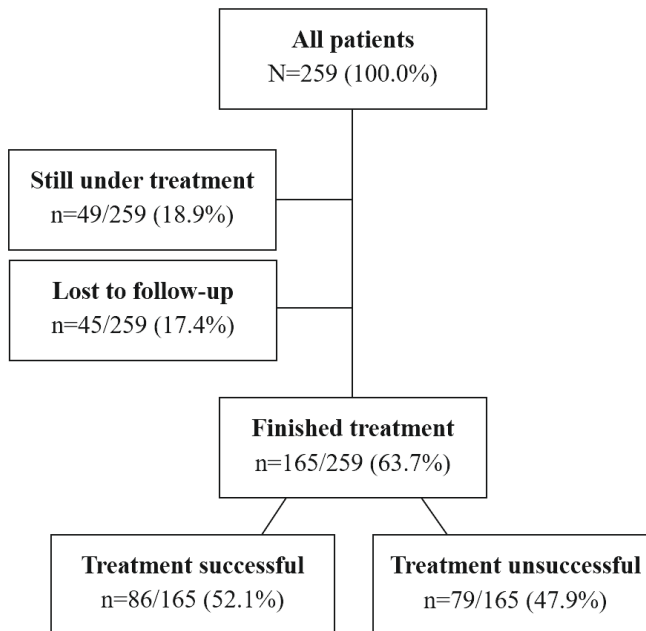 All patients
N=259 (100.0%)
Still under treatment
n=49/259 (18.9%)
Lost to follow-up
n=45/259 (17.4%)
Finished treatment
n=165/259 (63.7%)
Treatment successful
n=86/165 (52.1%)
Treatment unsuccessful
n=79/165 (47.9%)